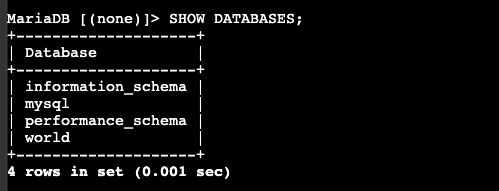 MariaDB [(none)]> SHOW DATABASES;
+--------------------+
| Database           |
+--------------------+
| information_schema |
| mysql              |
| performance_schema |
| world              |
+--------------------+
4 rows in set (0.001 sec)